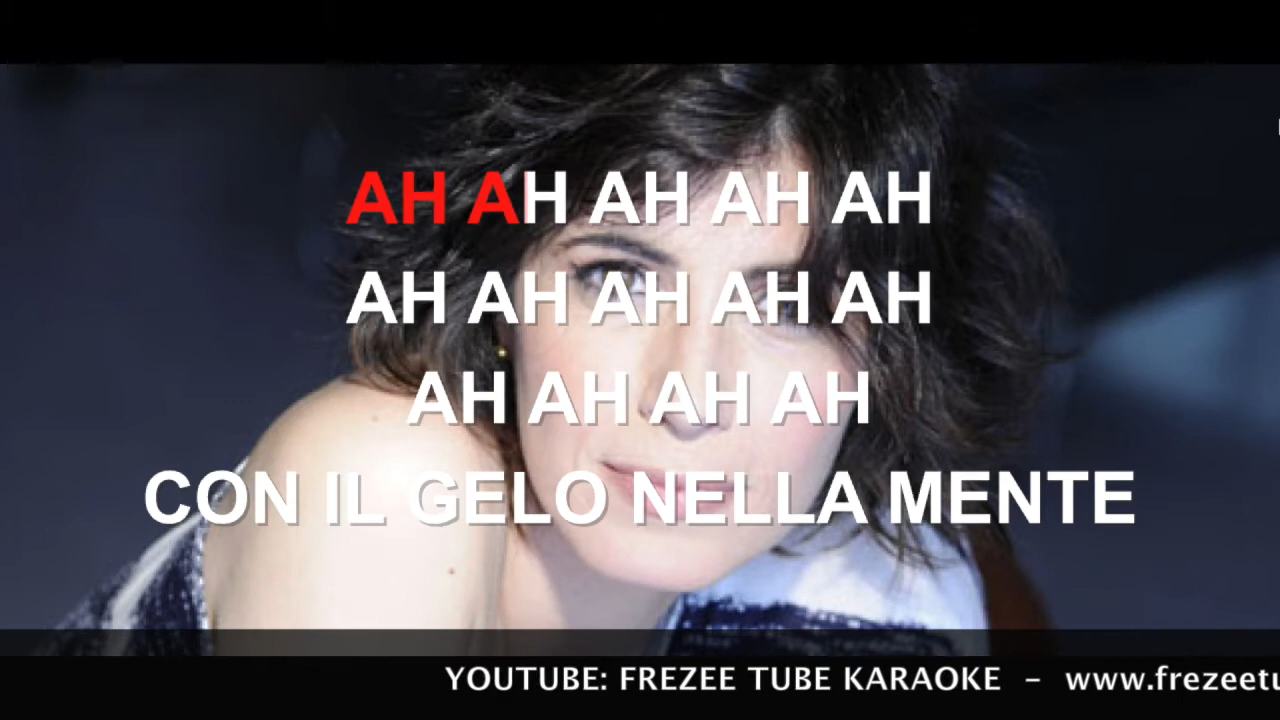 AH AH AH AH AH
AH AH AH AH AH
AH AH AH AH
CON IL GELO NELLA MENTE
YOUTUBE: FREZEE TUBE KARAOKE - www.frezeetu